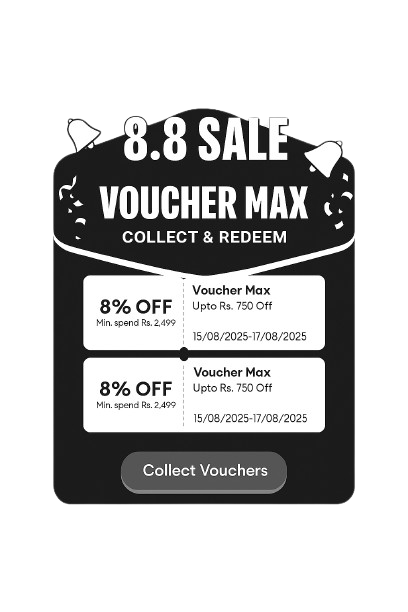 8.8 SALE
VOUCHER MAX
COLLECT & REDEEM
8% OFF
Min. spend Rs. 2,499
Voucher Max
Upto Rs. 750 Off
15/08/2025-17/08/2025
8% OFF
Min. spend Rs. 2,499
Voucher Max
Upto Rs. 750 Off
15/08/2025-17/08/2025
Collect Vouchers